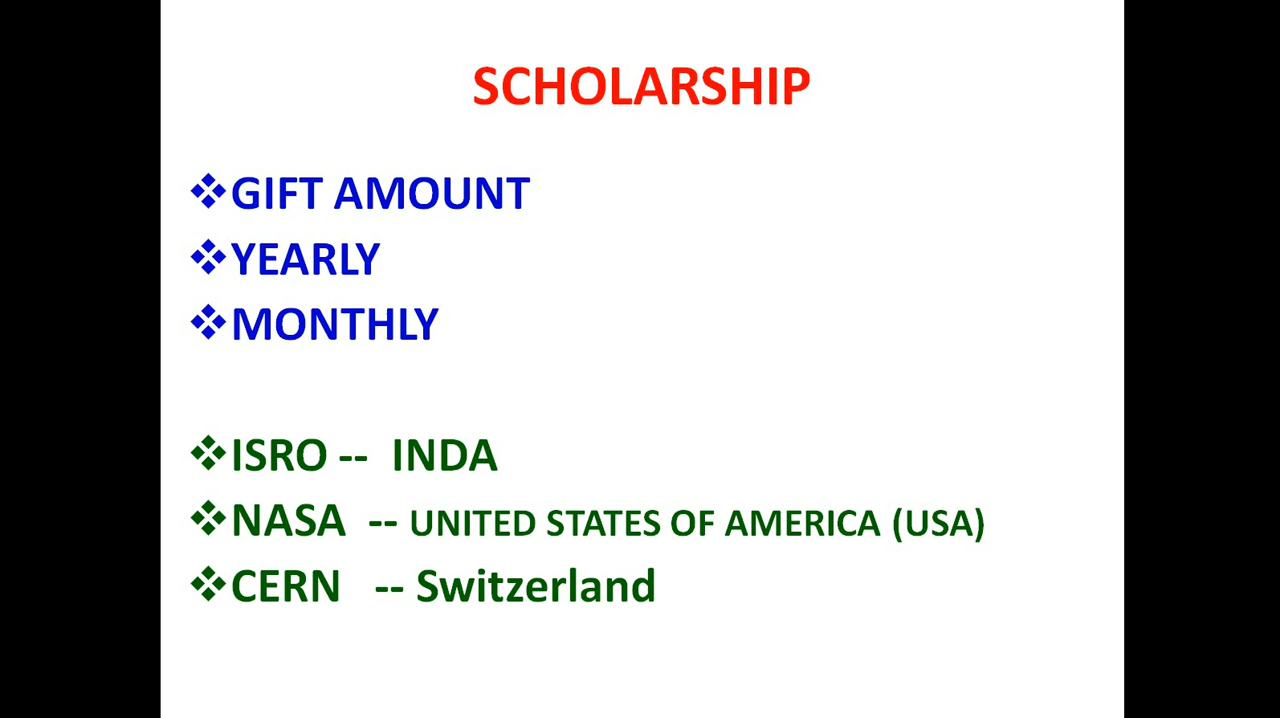 SCHOLARSHIP
❖GIFT AMOUNT
❖YEARLY
❖MONTHLY
❖ISRO -- INDA
❖NASA -- UNITED STATES OF AMERICA (USA)
❖CERN -- Switzerland